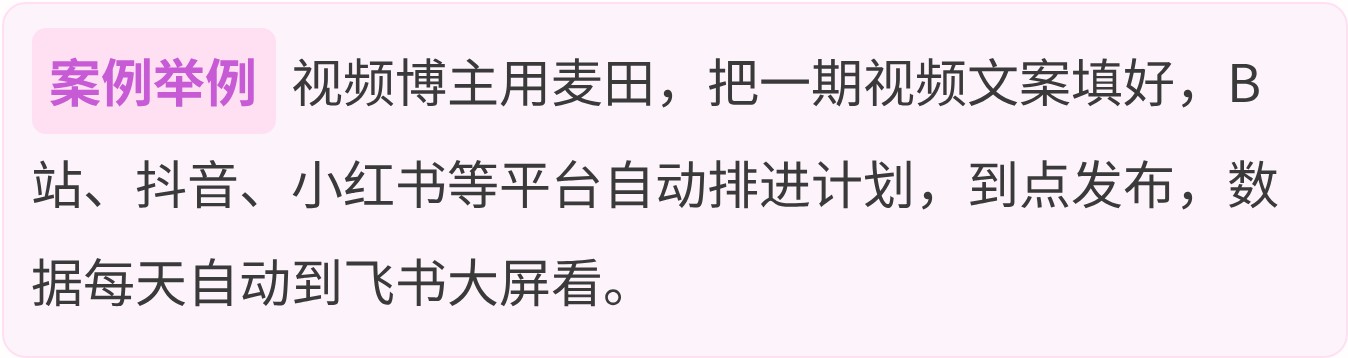 案例举例 视频博主用麦田，把一期视频文案填好，B
站、抖音、小红书等平台自动排进计划，到点发布，数
据每天自动到飞书大屏看。